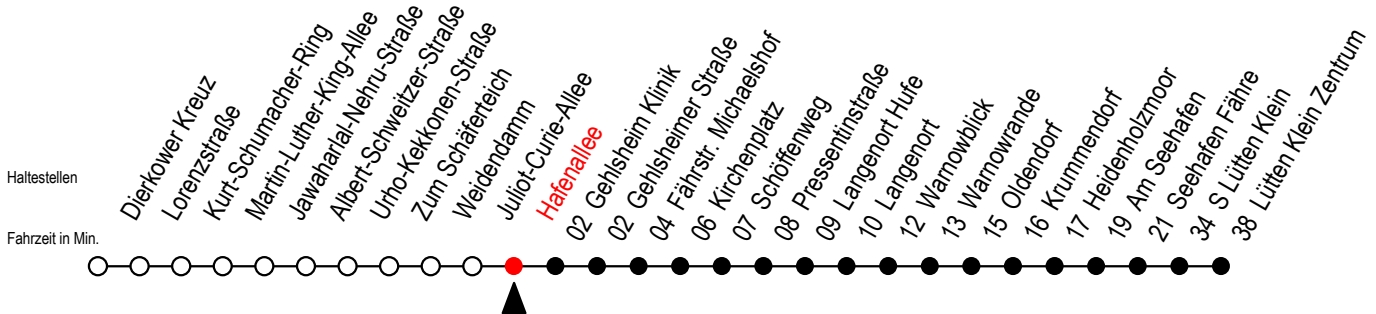 Haltestellen
Fahrzeit in Min.
Dierkower Kreuz
Lorenzstraße
Kurt-Schumacher-Ring
Martin-Luther-King-Allee
Jawaharlal-Nehru-Straße
Albert-Schweitzer-Straße
Urho-Kekkonen-Straße
Zum Schäferteich
Weidendamm
Juliot-Curie-Allee
Hafenallee
02 Gehlsheim Klinik
02 Gehlsheimer Straße
04 Fährstr. Michaelshof
06 Kirchenplatz
07 Schöffenweg
08 Pressentinstraße
09 Langenort Hufe
10 Langenort
12 Warnowblick
13 Warnowrande
15 Oldendorf
16 Krummendorf
17 Heidenholzmoor
19 Am Seehafen
21 Seehafen Fähre
34 S Lütten Klein
38 Lütten Klein Zentrum